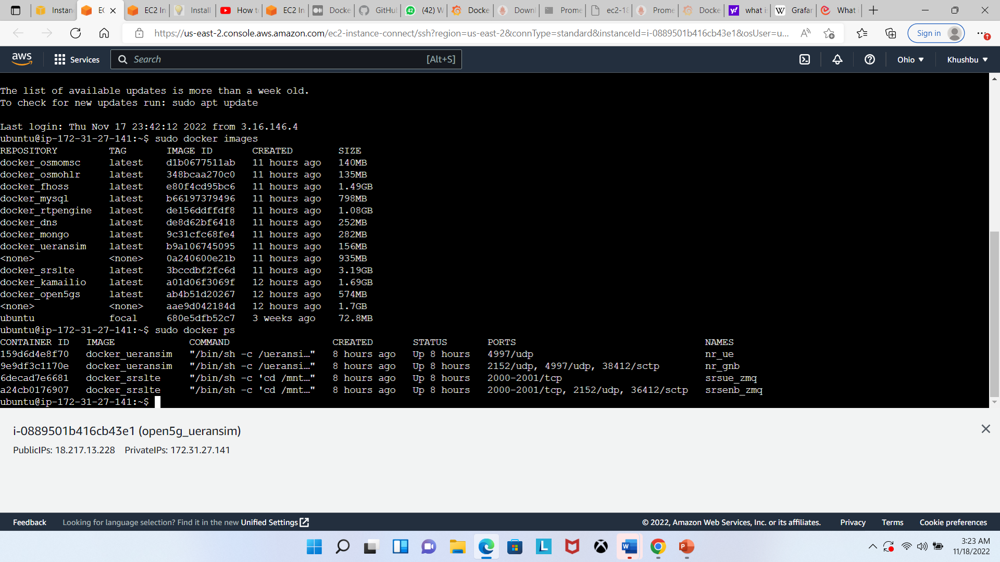 Instan
EC
EC2 In
Install
How to
EC2 In
Docke
GitHub
(42) W
Docke
Downl
Prome
ec2-18
Prome
Docke
what i
Grafan
What
https://us-east-2.console.aws.amazon.com/ec2-instance-connect/ssh?region=us-east-2&connType=standard&instanceId=i-0889501b416cb43e1&osUser=u...
Sign in
aws
Services
Search
[Alt+S]
Ohio
Khushbu
The list of available updates is more than a week old.
To check for new updates run: sudo apt update
Last login: Thu Nov 17 23:42:12 2022 from 3.16.146.4
ubuntu@ip-172-31-27-141:~$ sudo docker images
REPOSITORY TAG IMAGE ID CREATED SIZE
docker_osmomsc latest d1b0677511ab 11 hours ago 140MB
docker_osmohlr latest 348bcaa270c0 11 hours ago 135MB
docker_fhoss latest e80f4cd95bc6 11 hours ago 1.49GB
docker_mysql latest b66197379496 11 hours ago 798MB
docker_rtpengine latest de156ddffdf8 11 hours ago 1.08GB
docker_dns latest de8d62bf6418 11 hours ago 252MB
docker_mongo latest 9c31cfc68fe4 11 hours ago 282MB
docker_ueransim latest b9a106745095 11 hours ago 156MB
<none> <none> 0a240600e21b 11 hours ago 935MB
docker_srslte latest 3bccdbf2fc6d 11 hours ago 3.19GB
docker_kamailio latest a01d06f3069f 12 hours ago 1.69GB
docker_open5gs latest ab4b51d20267 12 hours ago 574MB
<none> <none> aae9d042184d 12 hours ago 1.7GB
ubuntu focal 680e5dfb52c7 3 weeks ago 72.8MB
ubuntu@ip-172-31-27-141:~$ sudo docker ps
CONTAINER ID IMAGE COMMAND CREATED STATUS PORTS NAMES
159d6d4e8f70 docker_ueransim "/bin/sh -c /ueransi…" 8 hours ago Up 8 hours 4997/udp nr_ue
9e9df3c1170e docker_ueransim "/bin/sh -c /ueransi…" 8 hours ago Up 8 hours 2152/udp, 4997/udp, 38412/sctp nr_gnb
6decad7e6681 docker_srslte "/bin/sh -c 'cd /mnt…" 8 hours ago Up 8 hours 2000-2001/tcp srsue_zmq
a24cb0176907 docker_srslte "/bin/sh -c 'cd /mnt…" 8 hours ago Up 8 hours 2000-2001/tcp, 2152/udp, 36412/sctp srsenb_zmq
ubuntu@ip-172-31-27-141:~$
i-0889501b416cb43e1 (open5g_ueransim)
PublicIPs: 18.217.13.228 PrivateIPs: 172.31.27.141
Feedback Looking for language selection? Find it in the new Unified Settings
© 2022, Amazon Web Services, Inc. or its affiliates. Privacy Terms Cookie preferences
3:23 AM
11/18/2022